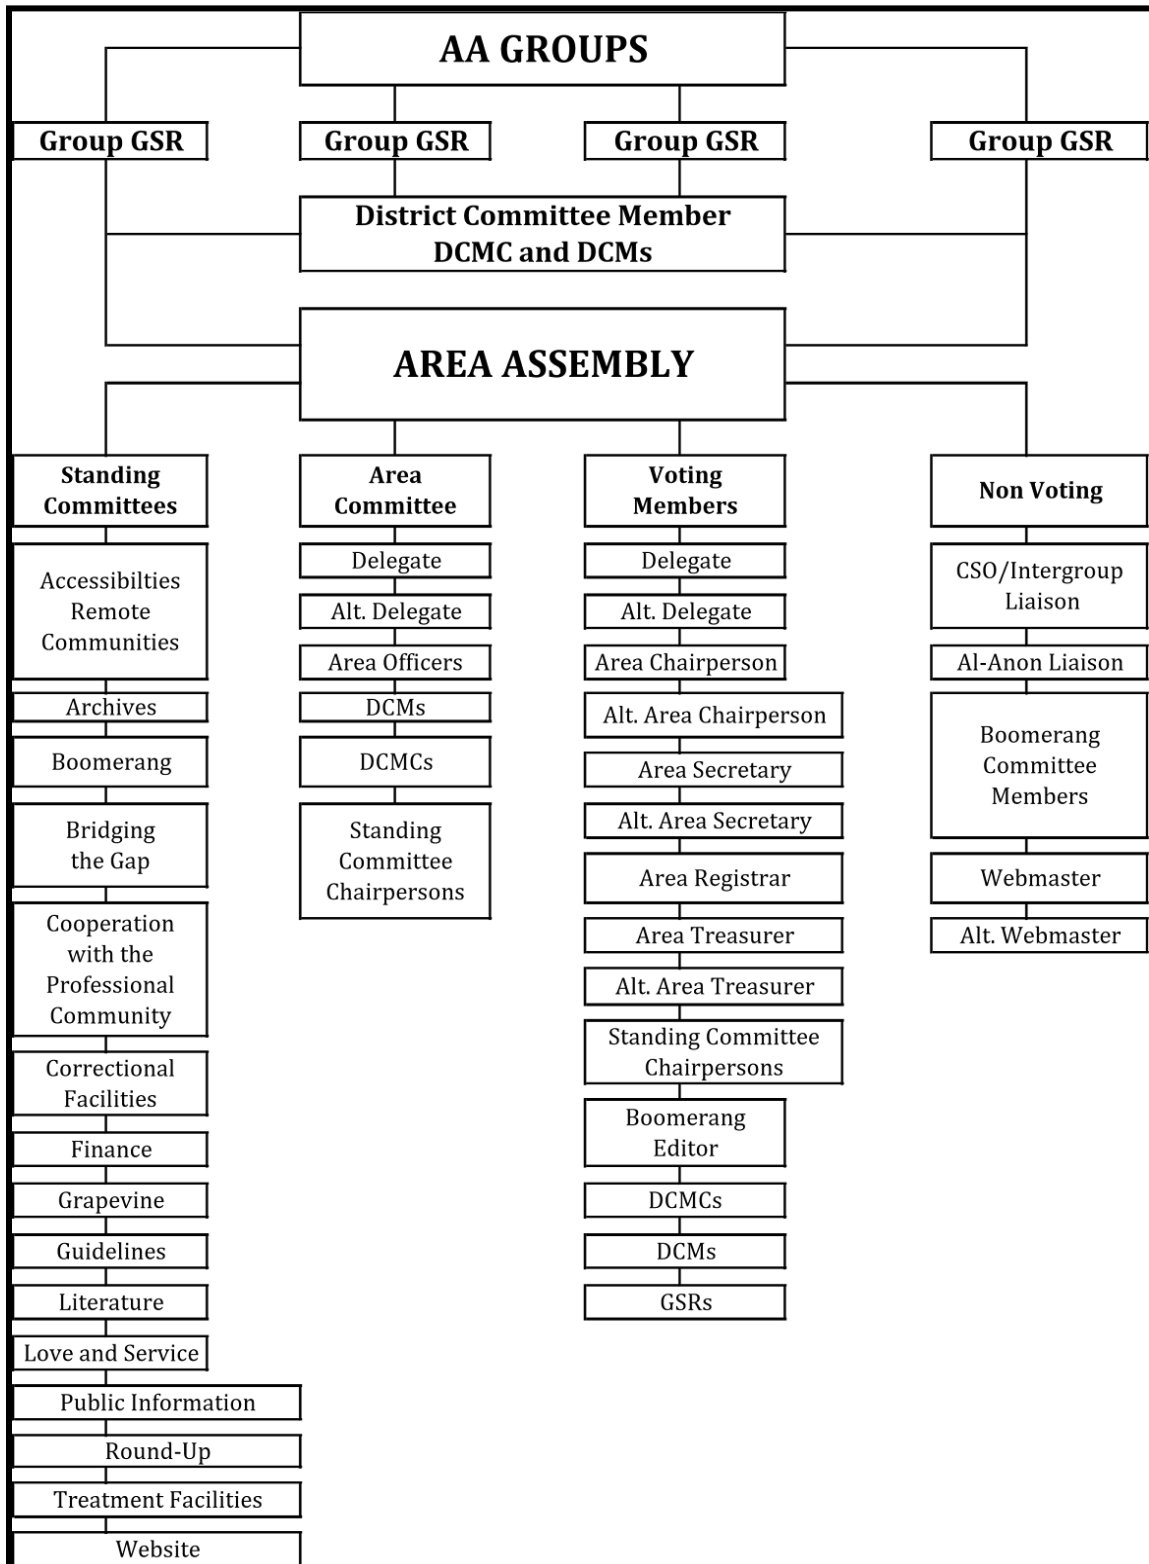 AA GROUPS
Group GSR
Group GSR
Group GSR
Group GSR
District Committee Member
DCMC and DCMs
AREA ASSEMBLY
Standing
Committees
Accessibilties
Remote
Communities
Archives
Boomerang
Bridging
the Gap
Cooperation
with the
Professional
Community
Correctional
Facilities
Finance
Grapevine
Guidelines
Literature
Love and Service
Public Information
Round-Up
Treatment Facilities
Website
Area
Committee
Delegate
Alt. Delegate
Area Officers
DCMs
DCMCs
Standing
Committee
Chairpersons
Voting
Members
Delegate
Alt. Delegate
Area Chairperson
Alt. Area Chairperson
Area Secretary
Alt. Area Secretary
Area Registrar
Area Treasurer
Alt. Area Treasurer
Standing Committee
Chairpersons
Boomerang
Editor
DCMCs
DCMs
GSRs
Non Voting
CSO/Intergroup
Liaison
Al-Anon Liaison
Boomerang
Committee
Members
Webmaster
Alt. Webmaster